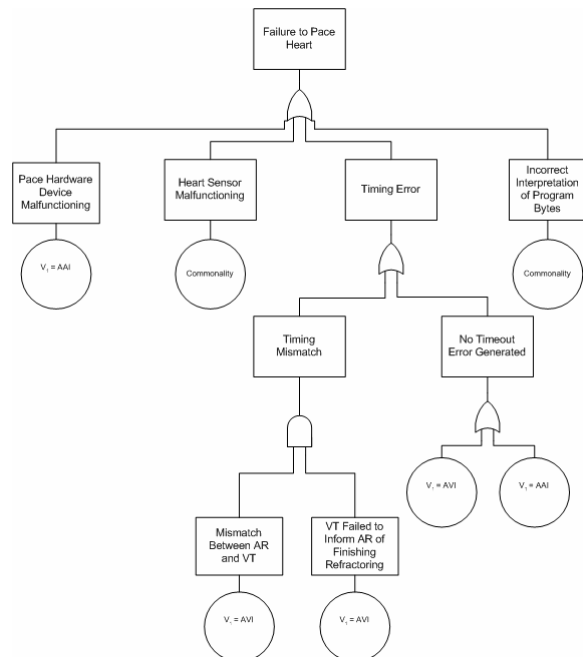 Failure to Pace
Heart
Pace Hardware
Device
Malfunctioning
Heart Sensor
Malfunctioning
Timing Error
Incorrect
Interpretation
of Program
Bytes
V₁ = AAI
Commonality
Commonality
Timing
Mismatch
No Timeout
Error Generated
V₁ = AVI
V₁ = AAI
Mismatch
Between AR
and VT
VT Failed to
Inform AR of
Finishing
Refractoring
V₁ = AVI
V₁ = AVI